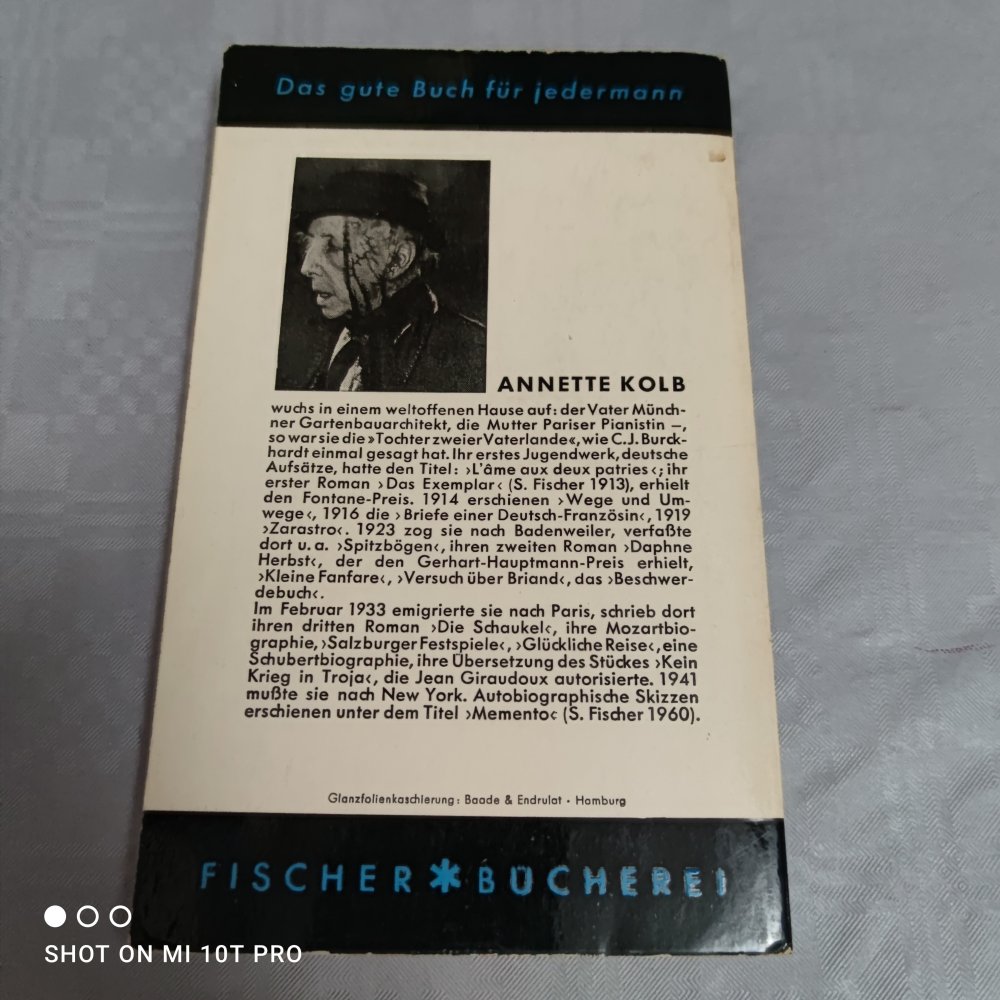 Das gute Buch für jedermann
ANNETTE KOLB
wuchs in einem weltoffenen Hause auf: der Vater Münch-
ner Gartenbauarchitekt, die Mutter Pariser Pianistin –,
so war sie die »Tochter zweier Vaterlande«, wie C.J. Burck-
hardt einmal gesagt hat. Ihr erstes Jugendwerk, deutsche
Aufsätze, hatte den Titel: ›L'âme aux deux patries‹; ihr
erster Roman ›Das Exemplar‹ (S. Fischer 1913), erhielt
den Fontane-Preis. 1914 erschienen ›Wege und Um-
wege‹, 1916 die ›Briefe einer Deutsch-Französin‹, 1919
›Zarastro‹. 1923 zog sie nach Badenweiler, verfaßte
dort u. a. ›Spitzbögen‹, ihren zweiten Roman ›Daphne
Herbst‹, der den Gerhart-Hauptmann-Preis erhielt,
›Kleine Fanfare‹, ›Versuch über Briand‹, das ›Beschwer-
debuch‹.
Im Februar 1933 emigrierte sie nach Paris, schrieb dort
ihren dritten Roman ›Die Schaukel‹, ihre Mozartbio-
graphie, ›Salzburger Festspiele‹, ›Glückliche Reise‹, eine
Schubertbiographie, ihre Übersetzung des Stückes ›Kein
Krieg in Troja‹, die Jean Giraudoux autorisierte. 1941
mußte sie nach New York. Autobiographische Skizzen
erschienen unter dem Titel ›Memento‹ (S. Fischer 1960).
Glanzfolienkaschierung: Baade & Endrulat · Hamburg
FISCHER * BÜCHEREI
SHOT ON MI 10T PRO